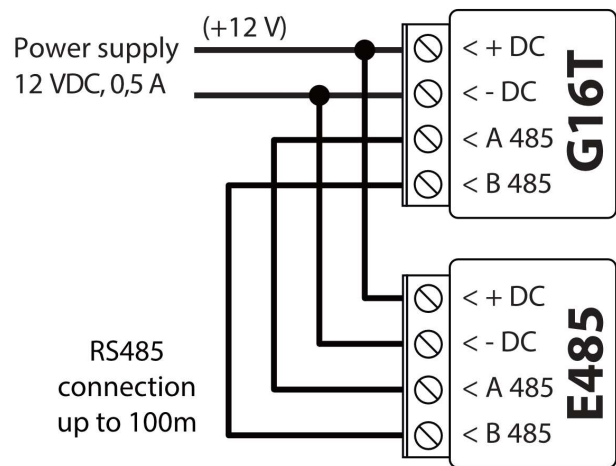 Power supply
12 VDC, 0,5 A
(+12 V)
< + DC
< - DC
< A 485
< B 485
G16T
< + DC
< - DC
< A 485
< B 485
E485
RS485
connection
up to 100m